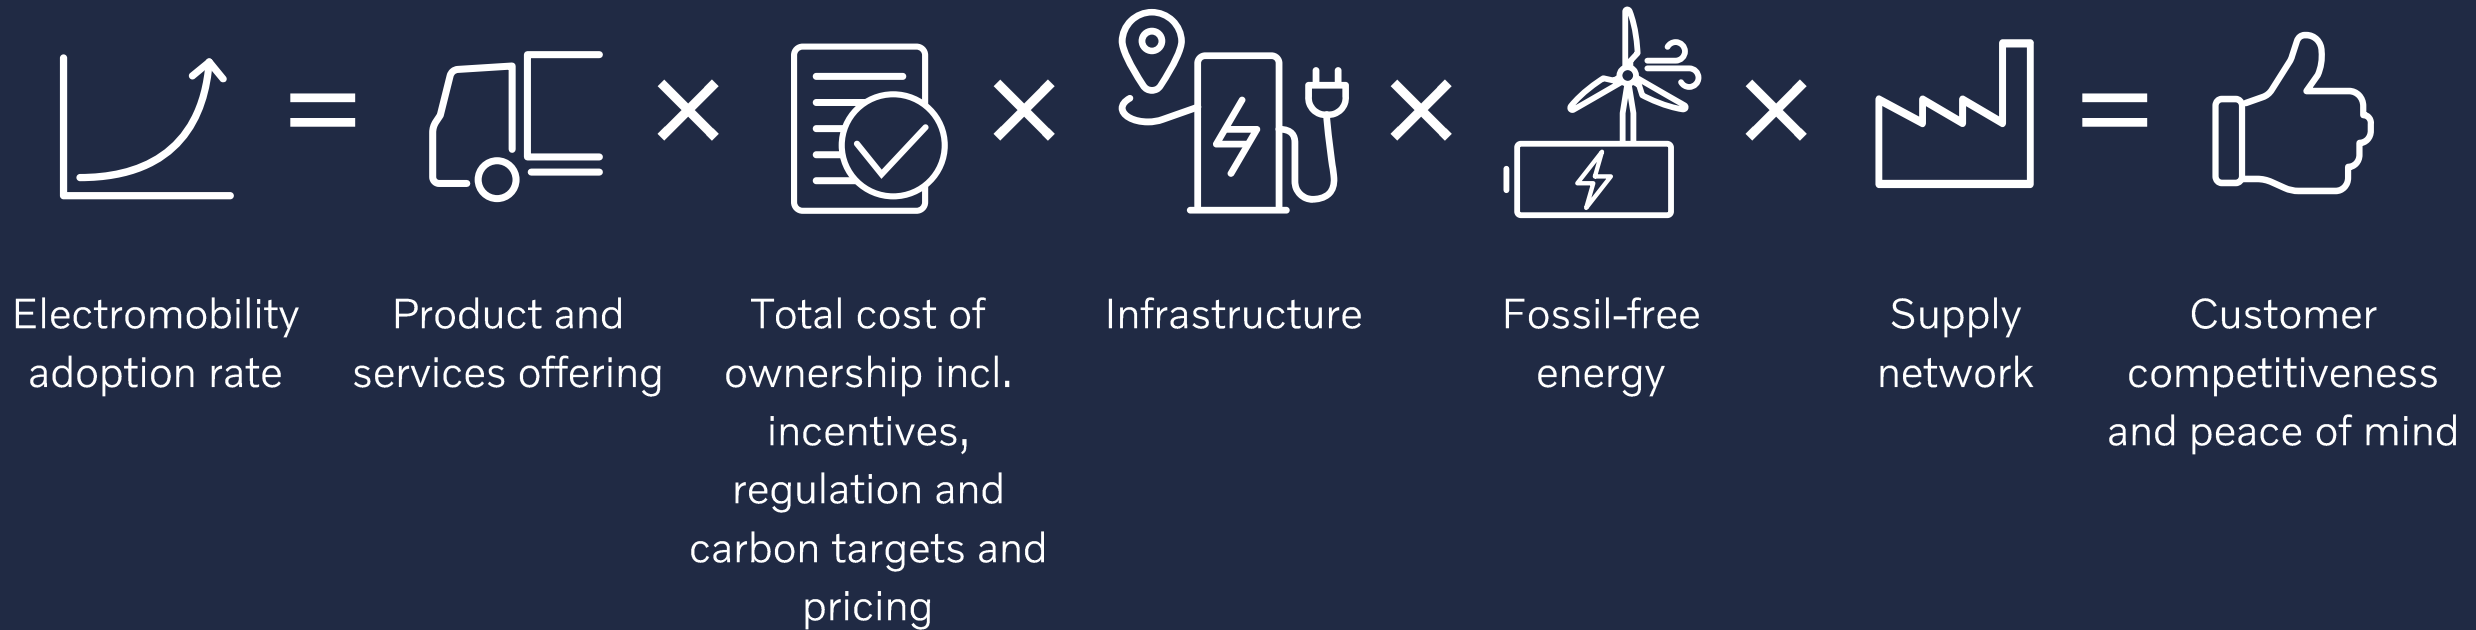 Electromobility
adoption rate
Product and
services offering
Total cost of
ownership incl.
incentives,
regulation and
carbon targets and
pricing
Infrastructure
Fossil-free
energy
Supply
network
Customer
competitiveness
and peace of mind